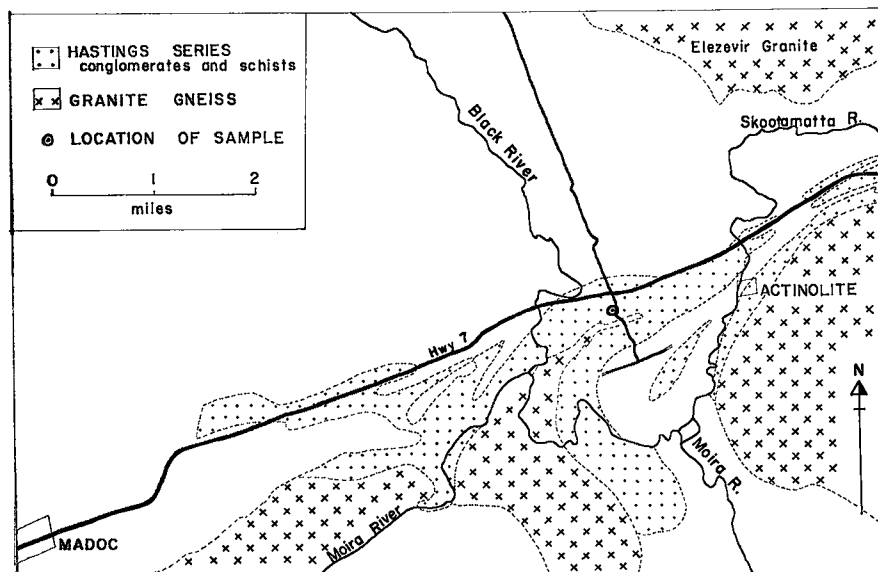 HASTINGS SERIES
conglomerates and schists
GRANITE GNEISS
LOCATION OF SAMPLE
0 1 2
miles
Elezevir Granite
Black River
Skootamatta R.
ACTINOLITE
Hwy 7
N
Moira R.
Moira River
MADOC